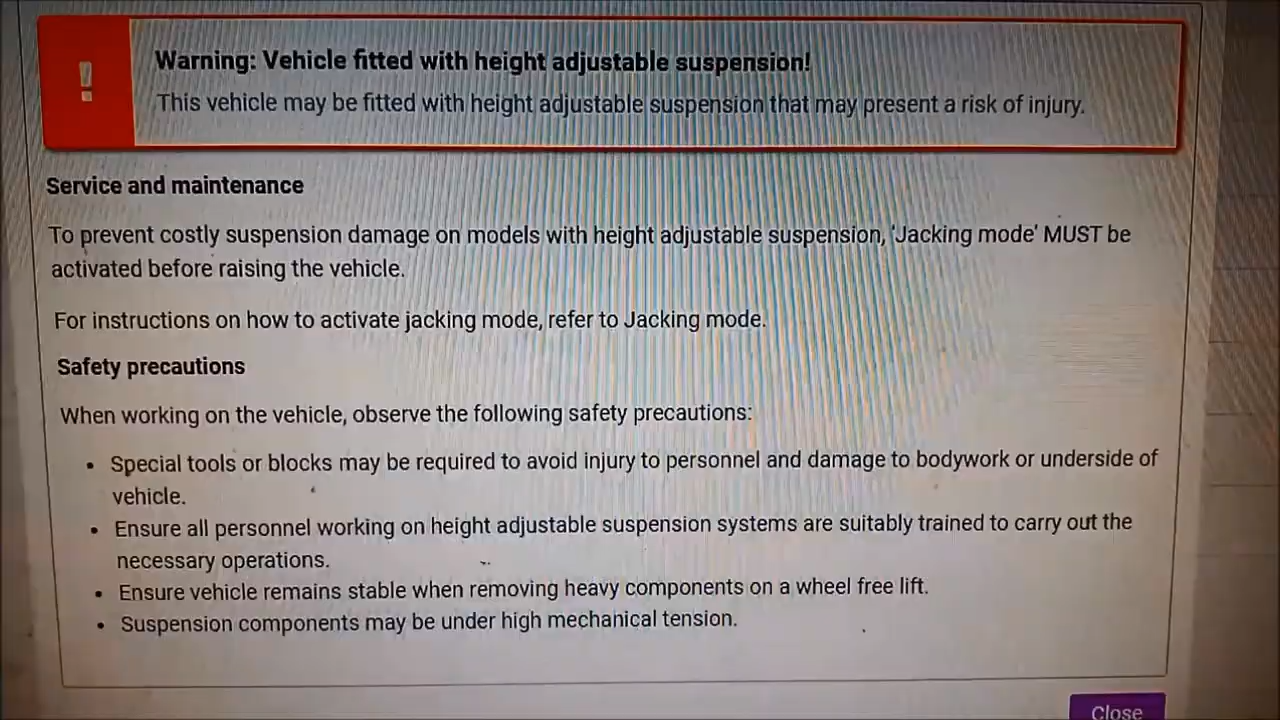 !
Warning: Vehicle fitted with height adjustable suspension!
This vehicle may be fitted with height adjustable suspension that may present a risk of injury.
Service and maintenance
To prevent costly suspension damage on models with height adjustable suspension, 'Jacking mode' MUST be
activated before raising the vehicle.
For instructions on how to activate jacking mode, refer to Jacking mode.
Safety precautions
When working on the vehicle, observe the following safety precautions:
• Special tools or blocks may be required to avoid injury to personnel and damage to bodywork or underside of
vehicle.
• Ensure all personnel working on height adjustable suspension systems are suitably trained to carry out the
necessary operations.
• Ensure vehicle remains stable when removing heavy components on a wheel free lift.
• Suspension components may be under high mechanical tension.
Close